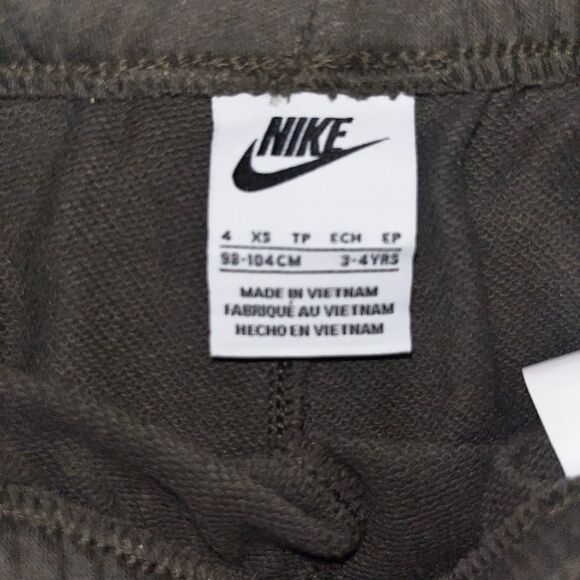 NIKE
4 XS TP ECH EP
98-104CM 3-4YRS
MADE IN VIETNAM
FABRIQUÉ AU VIETNAM
HECHO EN VIETNAM